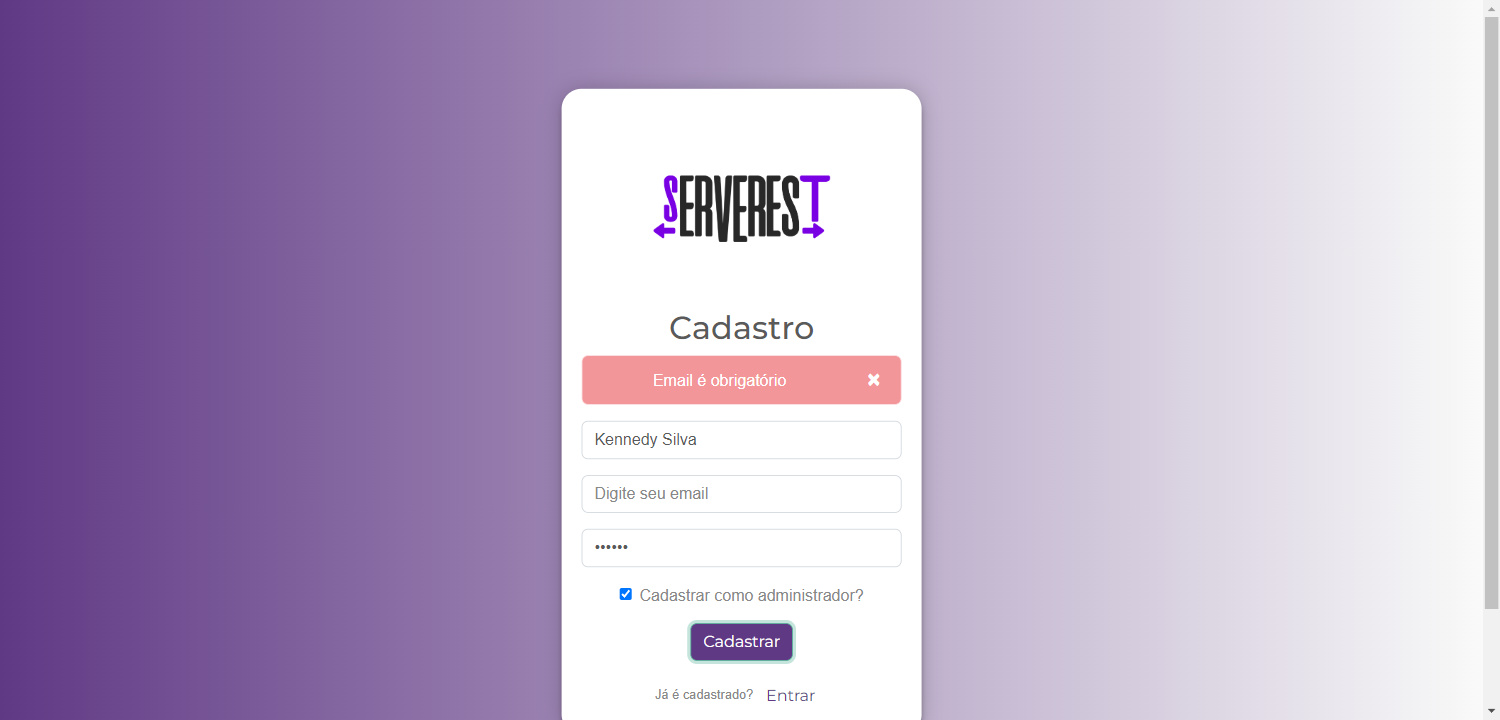 SERVEREST
Cadastro
Email é obrigatório
Kennedy Silva
Digite seu email
••••••
Cadastrar como administrador?
Cadastrar
Já é cadastrado? Entrar